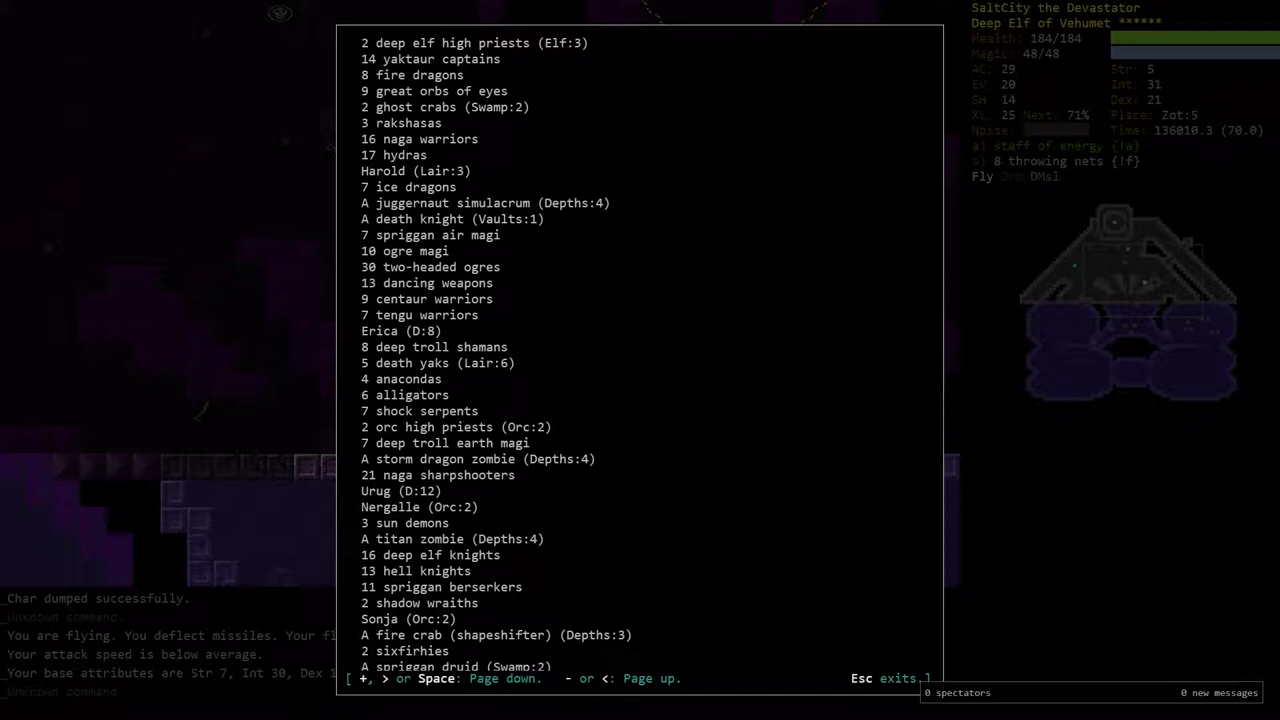 2 deep elf high priests (Elf:3)
14 yaktaur captains
8 fire dragons
9 great orbs of eyes
2 ghost crabs (Swamp:2)
3 rakshasas
16 naga warriors
17 hydras
Harold (Lair:3)
7 ice dragons
A juggernaut simulacrum (Depths:4)
A death knight (Vaults:1)
7 spriggan air magi
10 ogre magi
30 two-headed ogres
13 dancing weapons
9 centaur warriors
7 tengu warriors
Erica (D:8)
8 deep troll shamans
5 death yaks (Lair:6)
4 anacondas
6 alligators
7 shock serpents
2 orc high priests (Orc:2)
7 deep troll earth magi
A storm dragon zombie (Depths:4)
21 naga sharpshooters
Urug (D:12)
Nergalle (Orc:2)
3 sun demons
A titan zombie (Depths:4)
16 deep elf knights
13 hell knights
11 spriggan berserkers
2 shadow wraiths
Sonja (Orc:2)
A fire crab (shapeshifter) (Depths:3)
2 sixfirhies
A spriggan druid (Swamp:2)
[ +, > or Space: Page down. - or <: Page up. Esc exits ]
SaltCity the Devastator
Deep Elf of Vehumet ******
Health: 184/184
Magic: 48/48
AC: 29 Str: 5
EV: 20 Int: 31
SH 14 Dex: 21
XL: 25 Next: 71% Place: Zot:5
Noise: Time: 136010.3 (70.0)
a) staff of energy {!a}
8 throwing nets {!f}
Fly DMsl
_Char dumped successfully.
_Unknown command.
You are flying. You deflect missiles. Your
Your attack speed is below average.
_Your base attributes are Str 7, Int 30, Dex
_Unknown command.
0 spectators 0 new messages